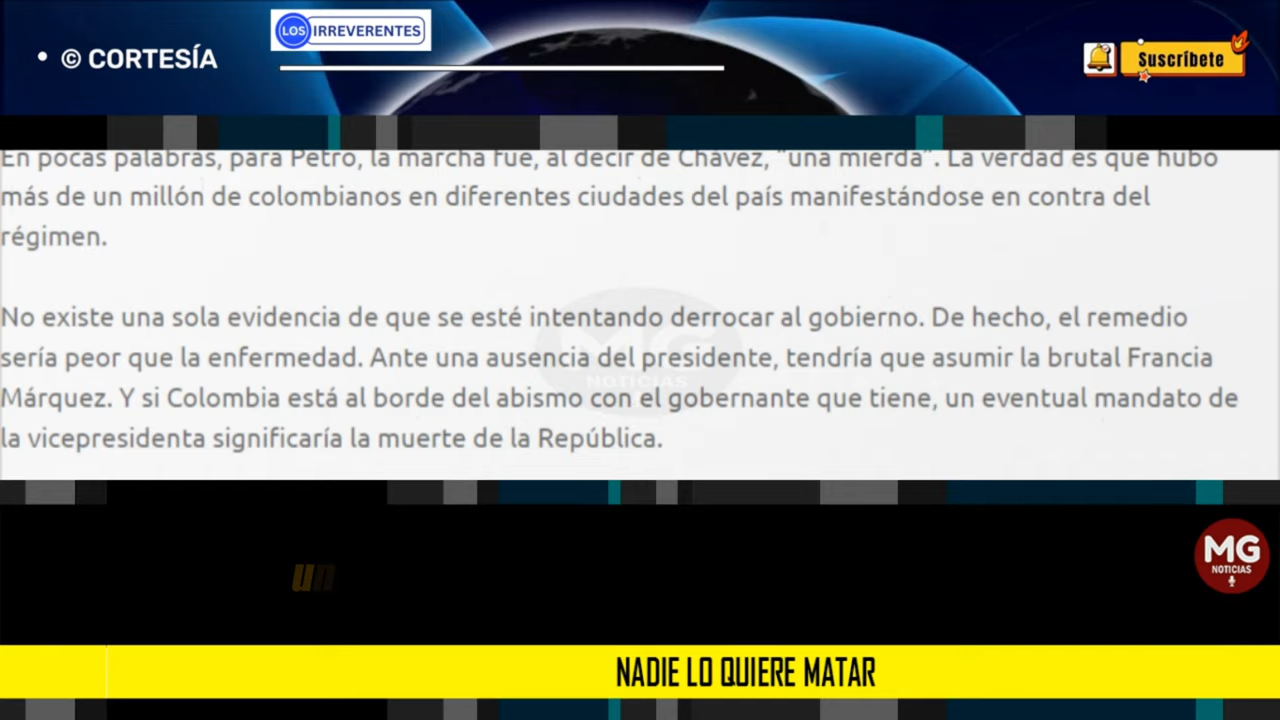 • © CORTESÍA
LOS IRREVERENTES
Suscríbete
En pocas palabras, para Petro, la marcha fue, al decir de Chávez, "una mierda". La verdad es que hubo
más de un millón de colombianos en diferentes ciudades del país manifestándose en contra del
régimen.
No existe una sola evidencia de que se esté intentando derrocar al gobierno. De hecho, el remedio
sería peor que la enfermedad. Ante una ausencia del presidente, tendría que asumir la brutal Francia
Márquez. Y si Colombia está al borde del abismo con el gobernante que tiene, un eventual mandato de
la vicepresidenta significaría la muerte de la República.
MG
NOTICIAS
un
MG
NOTICIAS
NADIE LO QUIERE MATAR